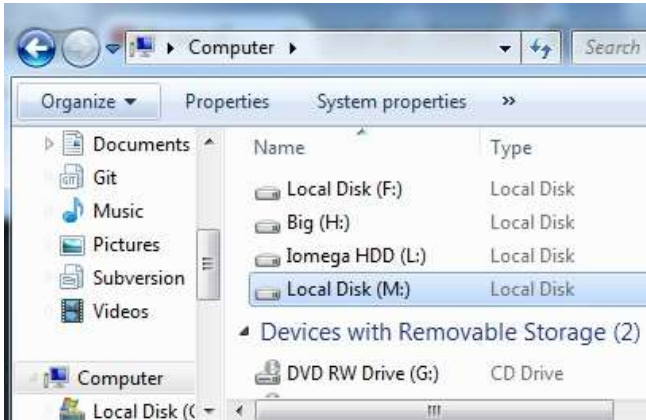 Computer
Search
Organize Properties System properties »
Documents
Git
Music
Pictures
Subversion
Videos
Computer
Local Disk (C
Name Type
Local Disk (F:) Local Disk
Big (H:) Local Disk
Iomega HDD (L:) Local Disk
Local Disk (M:) Local Disk
Devices with Removable Storage (2)
DVD RW Drive (G:) CD Drive